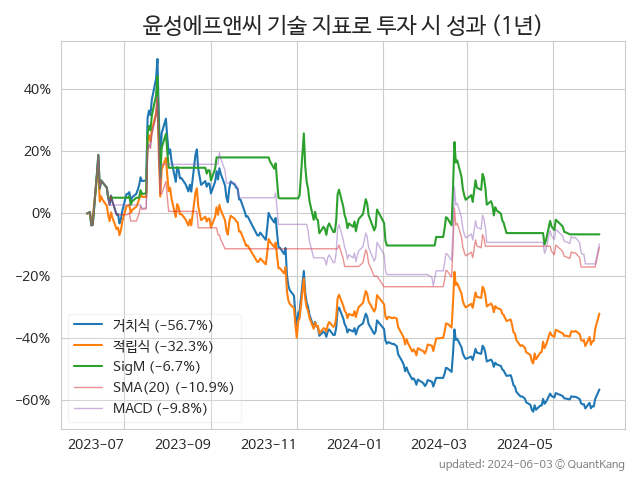 윤성에프앤씨 기술 지표로 투자 시 성과 (1년)
40%
20%
0%
−20%
−40%
−60%
거치식 (−56.7%)
적립식 (−32.3%)
SigM (−6.7%)
SMA(20) (−10.9%)
MACD (−9.8%)
2023−07
2023−09
2023−11
2024−01
2024−03
2024−05
updated: 2024−06−03 © QuantKang